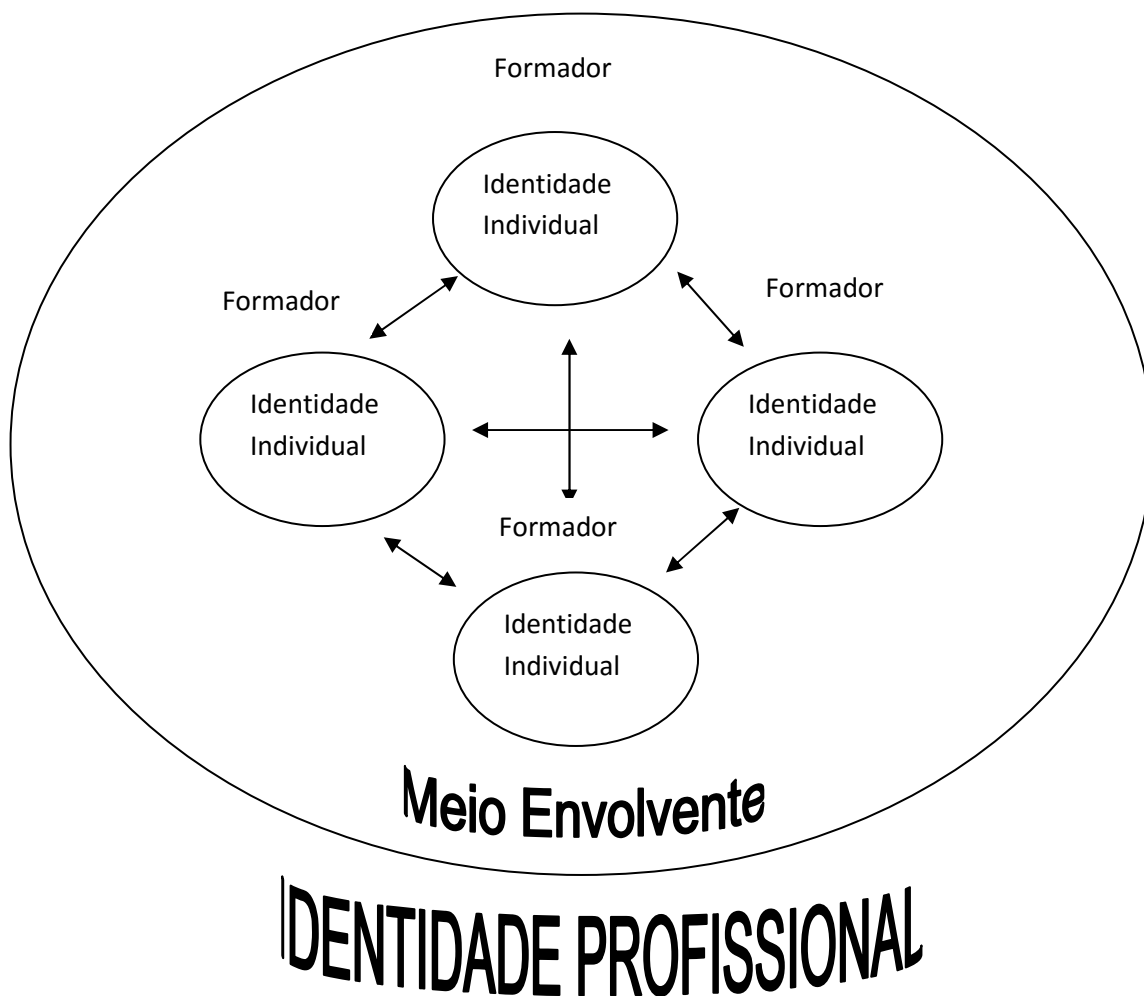 Formador
Identidade
Individual
Formador
Formador
Identidade
Individual
Identidade
Individual
Formador
Identidade
Individual
Meio Envolvente
IDENTIDADE PROFISSIONAL